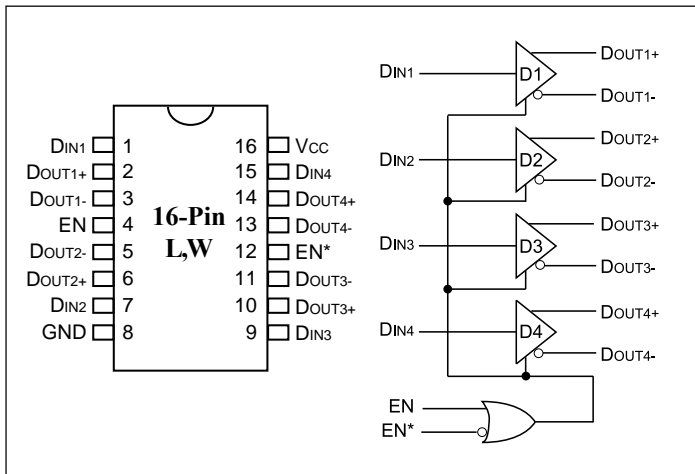 DIN1 1 16 VCC
DOUT1+ 2 15 DIN4
DOUT1- 3 14 DOUT4+
EN 4 13 DOUT4-
DOUT2- 5 12 EN*
DOUT2+ 6 11 DOUT3-
DIN2 7 10 DOUT3+
GND 8 9 DIN3
16-Pin
L,W
DOUT1+
DIN1 D1
DOUT1-
DOUT2+
DIN2 D2
DOUT2-
DOUT3+
DIN3 D3
DOUT3-
DOUT4+
DIN4 D4
DOUT4-
EN
EN*